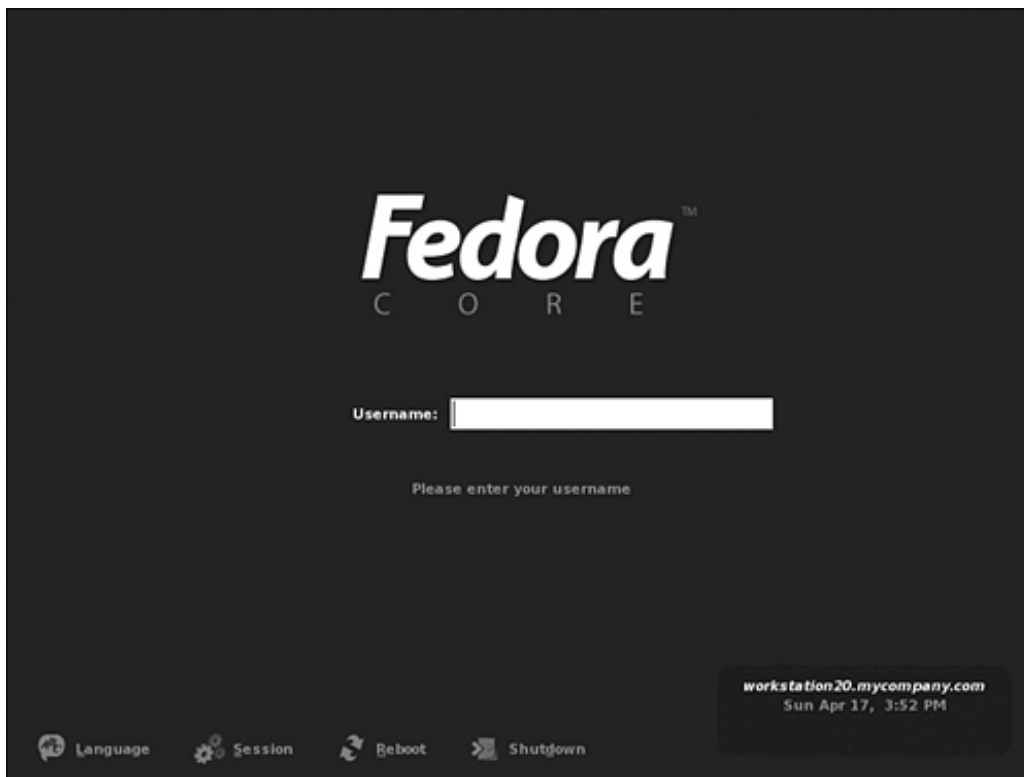 Fedora™
CORE
Username:
Please enter your username
workstation20.mycompany.com
Sun Apr 17, 3:52 PM
Language Session Reboot Shutdown